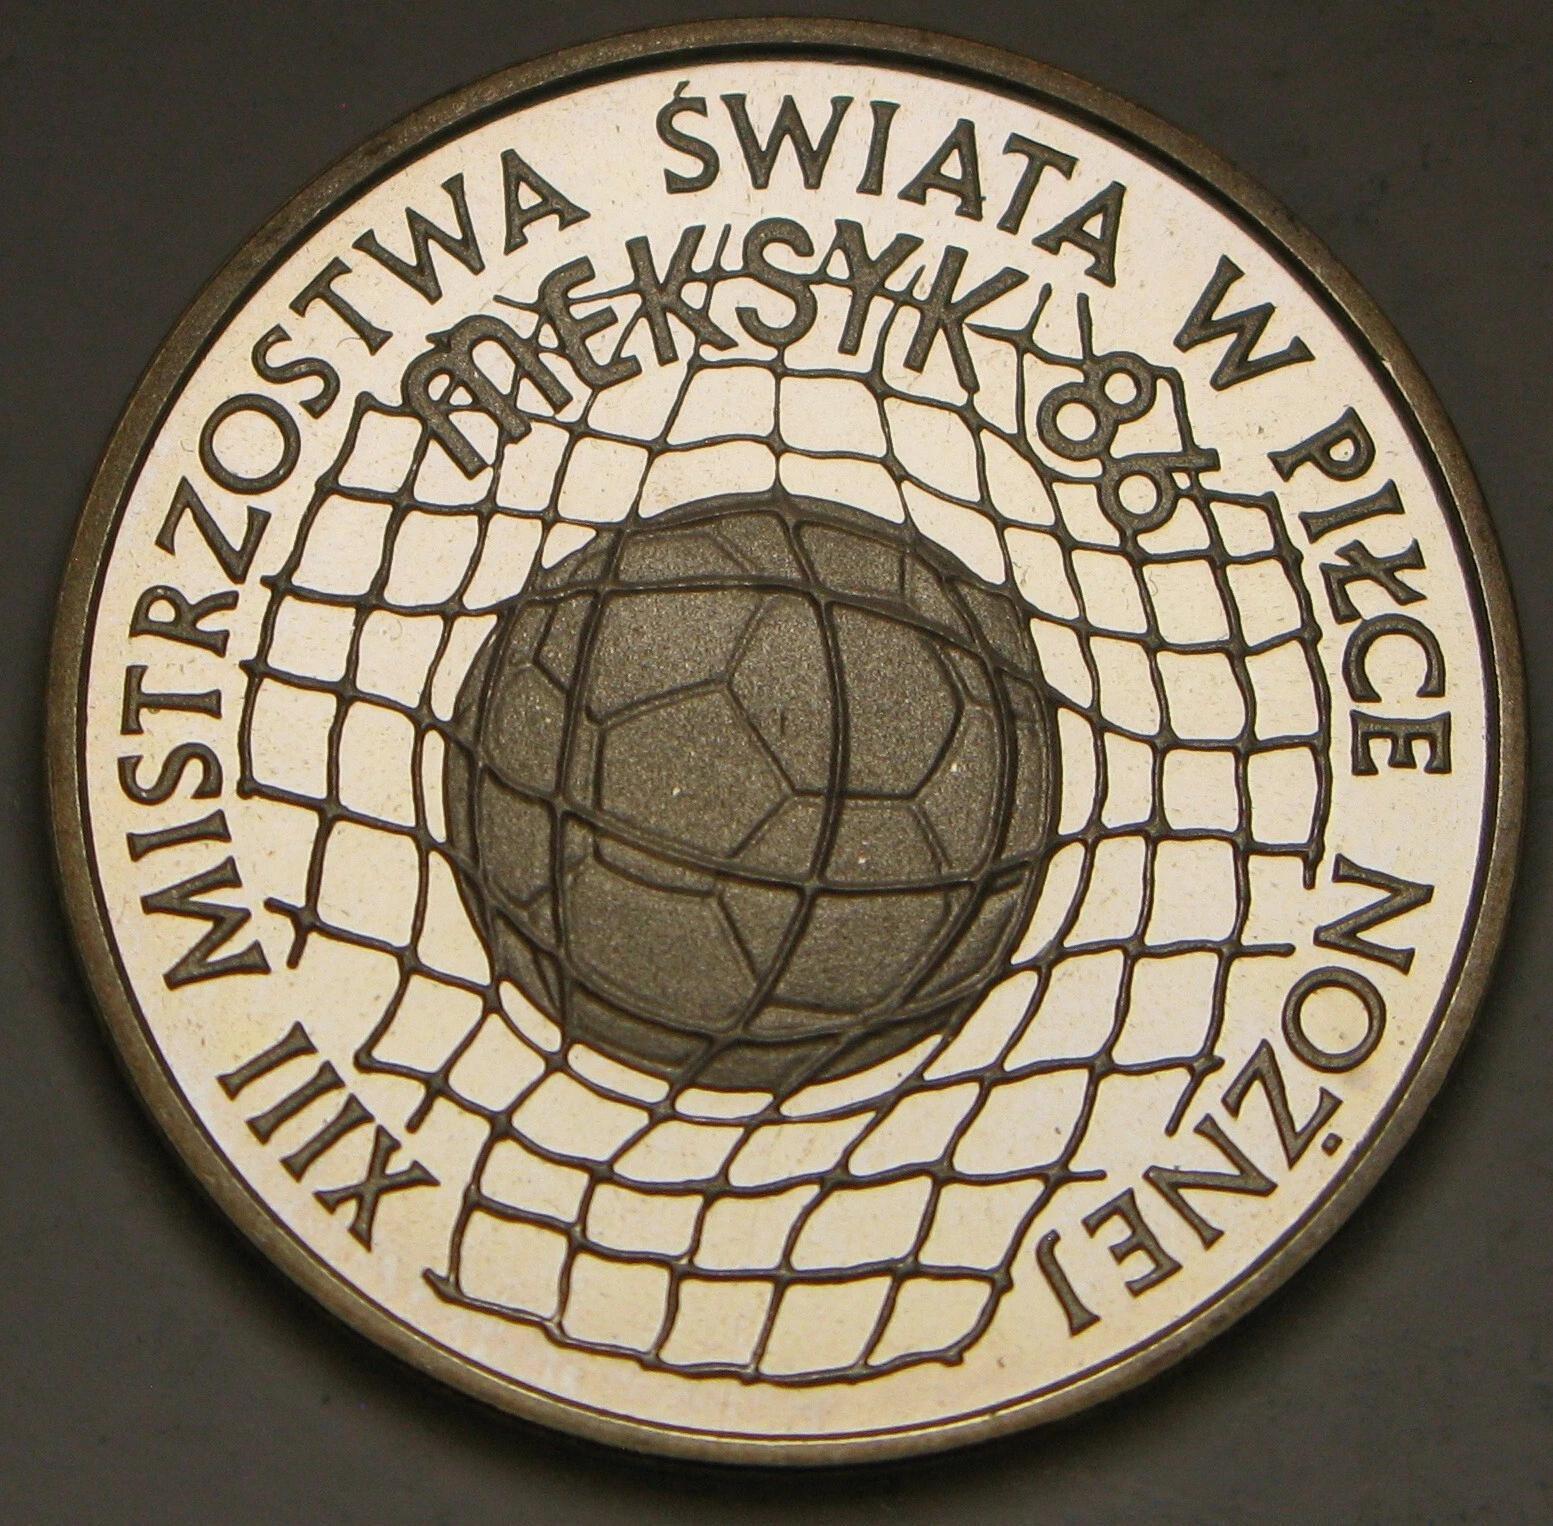 XIII MISTRZOSTWA ŚWIATA W PIŁCE NOŻNEJ
MEKSYK 86